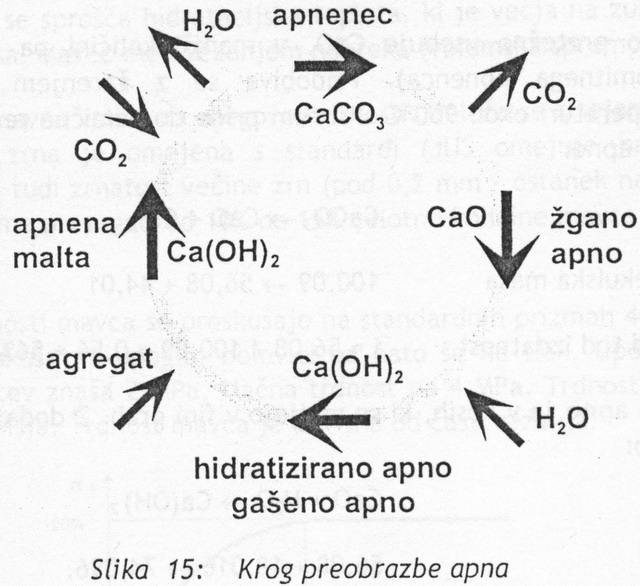 H₂O
apnenec
CaCO₃
CO₂
CO₂
CaO
žgano
apno
apnena
malta
Ca(OH)₂
agregat
Ca(OH)₂
H₂O
hidratizirano apno
gašeno apno
Slika 15: Krog preobrazbe apna